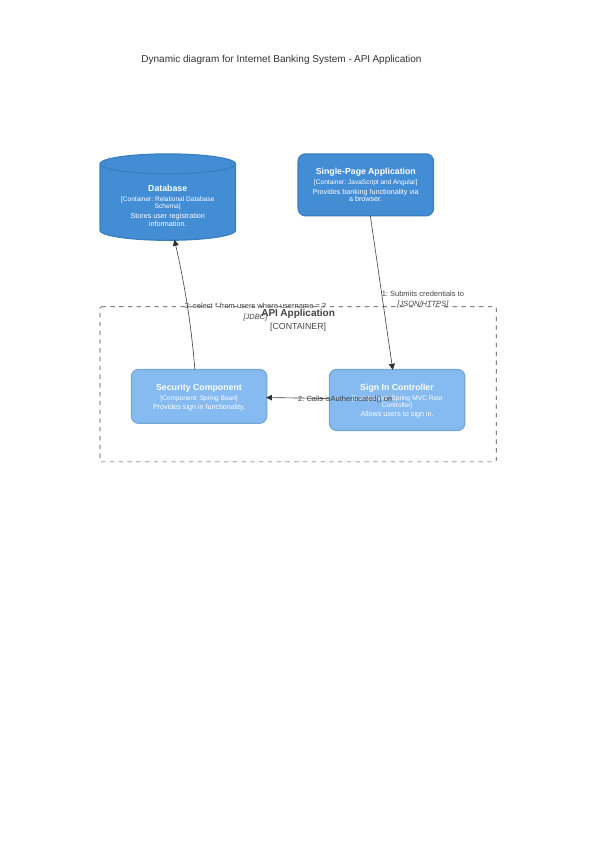 Dynamic diagram for Internet Banking System - API Application
Database
[Container: Relational Database
Schema]
Stores user registration
information.
Single-Page Application
[Container: JavaScript and Angular]
Provides banking functionality via
a browser.
1: Submits credentials to
[JSON/HTTPS]
3: select * from users where username = ?
[JDBC]
API Application
[CONTAINER]
Security Component
[Component: Spring Bean]
Provides sign in functionality.
2: Calls isAuthenticated() on
Sign In Controller
Spring MVC Rest
Controller]
Allows users to sign in.